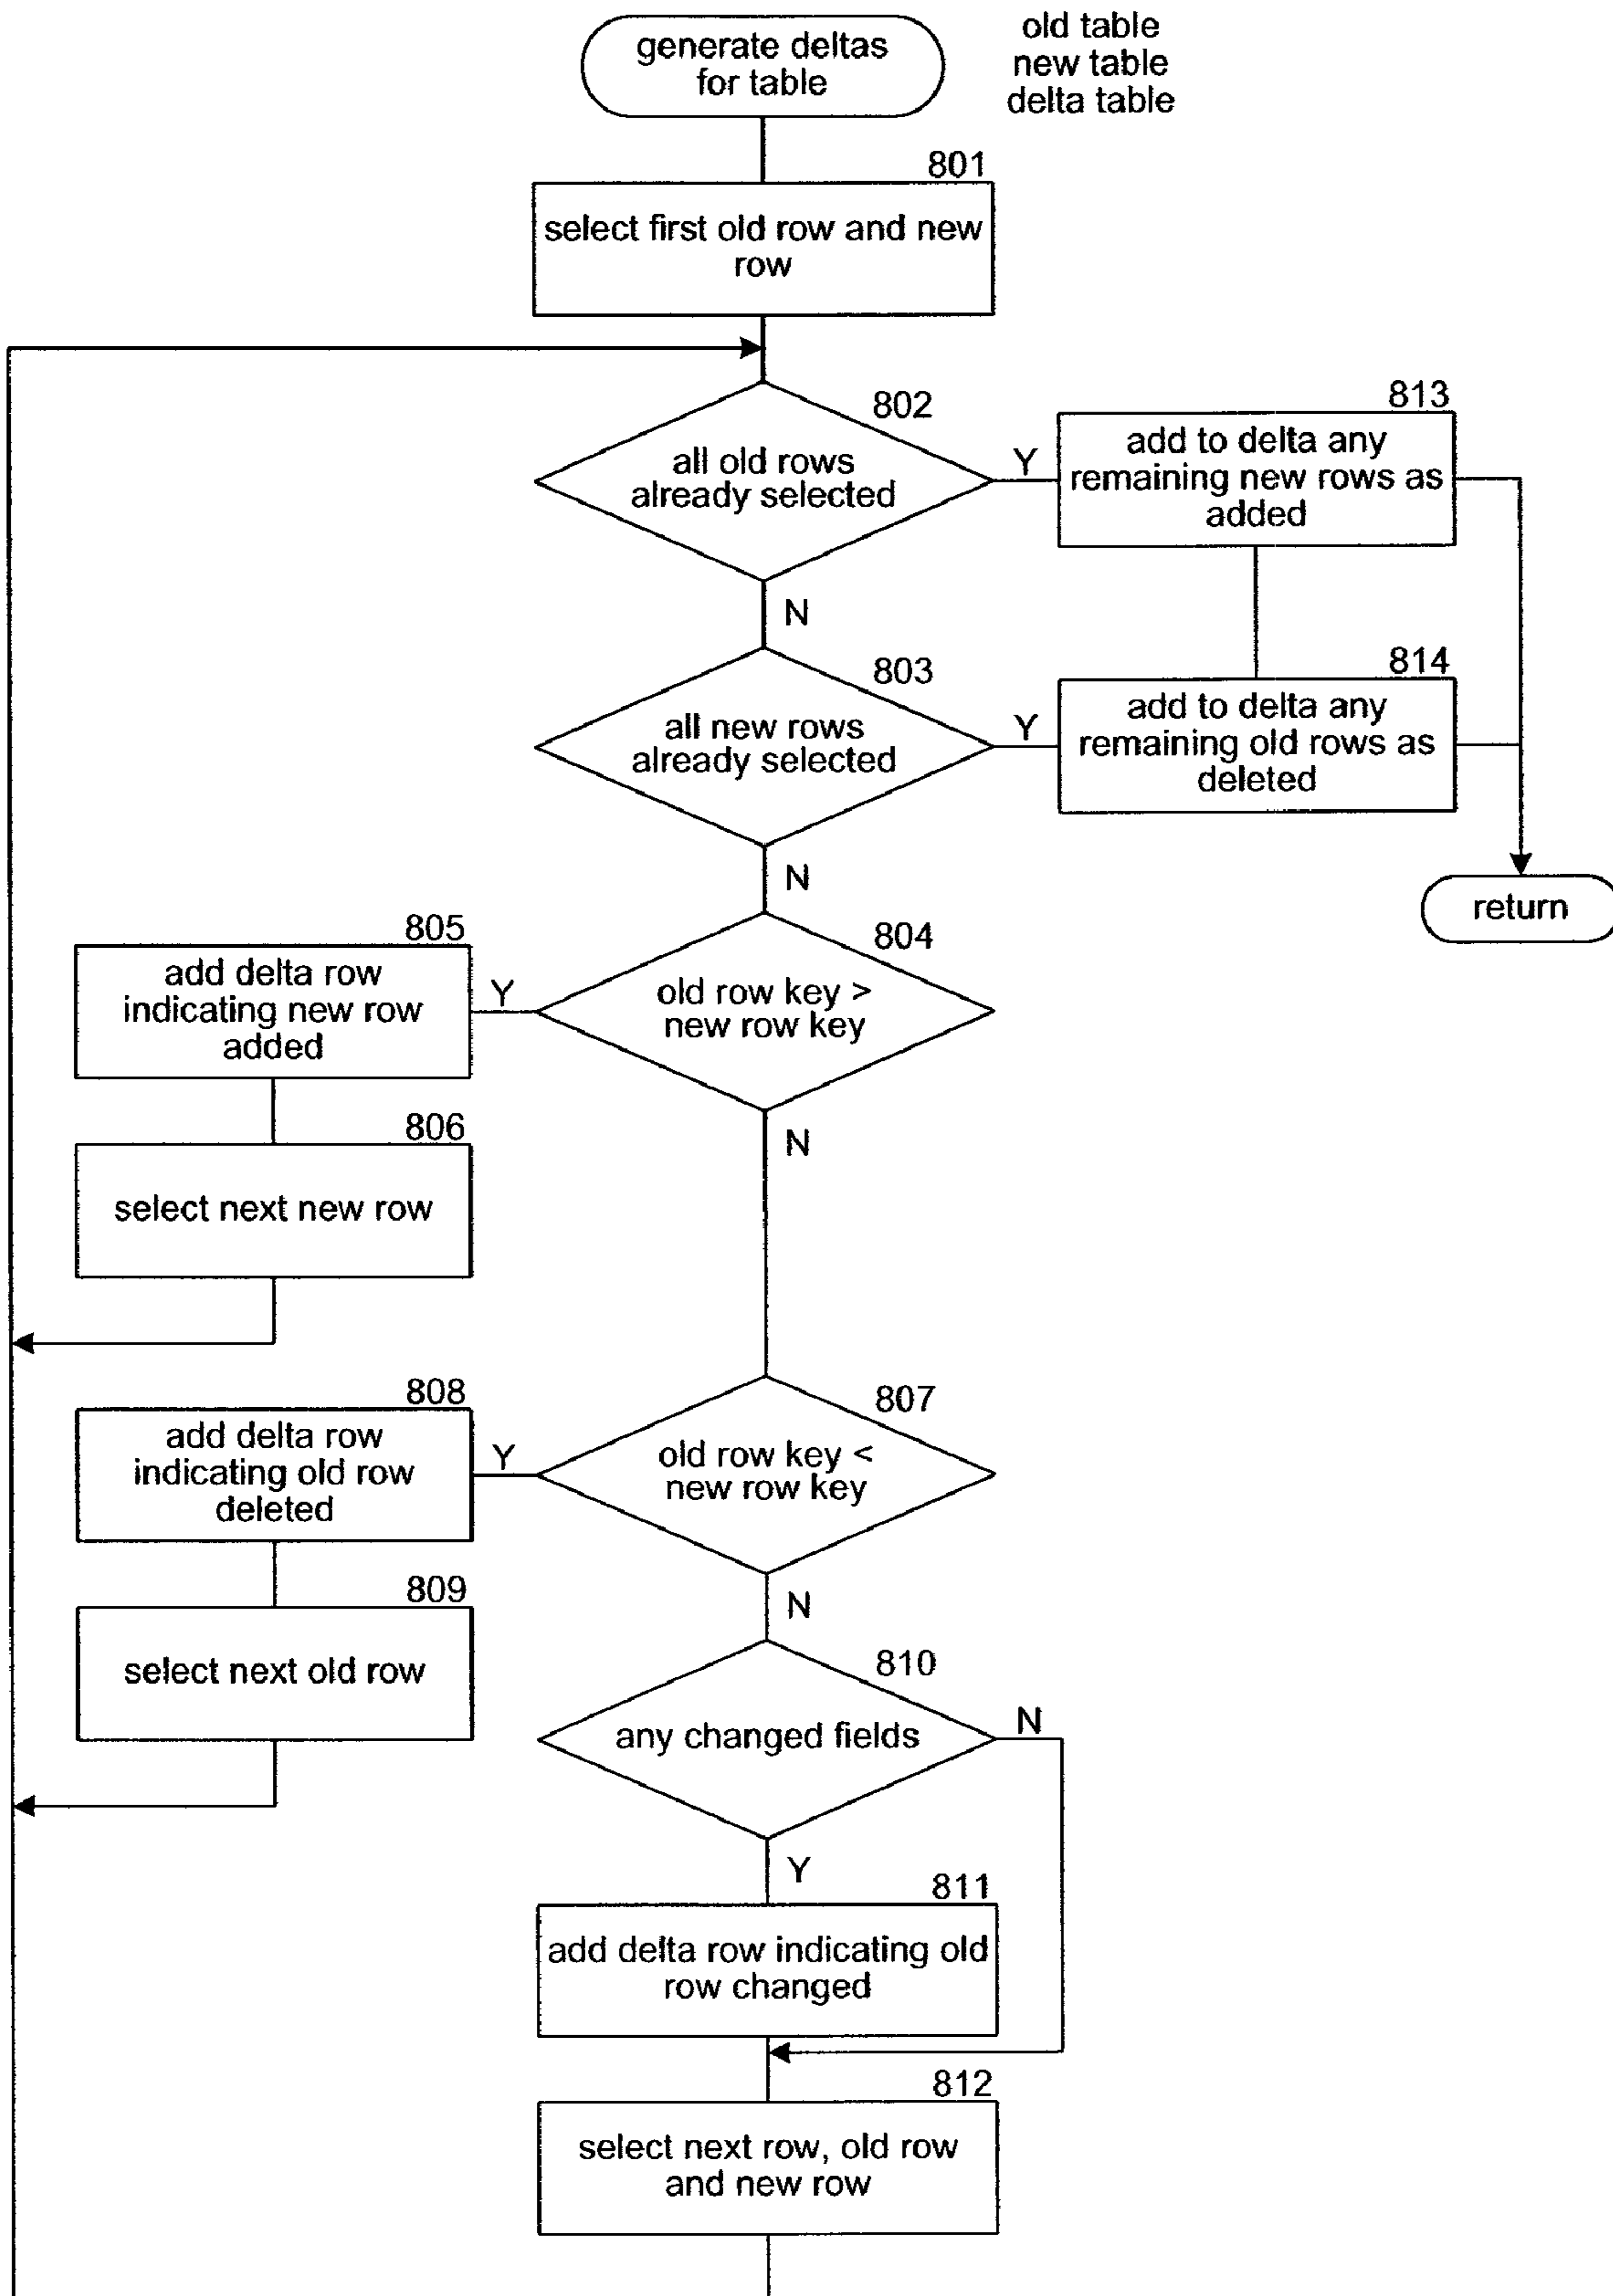 generate deltas
for table
old table
new table
delta table
801
select first old row and new
row
802
all old rows
already selected
Y
813
add to delta any
remaining new rows as
added
N
803
all new rows
already selected
Y
814
add to delta any
remaining old rows as
deleted
N
return
805
add delta row
indicating new row
added
Y
804
old row key >
new row key
N
806
select next new row
808
add delta row
indicating old row
deleted
Y
807
old row key <
new row key
N
809
select next old row
810
any changed fields
N
Y
811
add delta row indicating old
row changed
812
select next row, old row
and new row